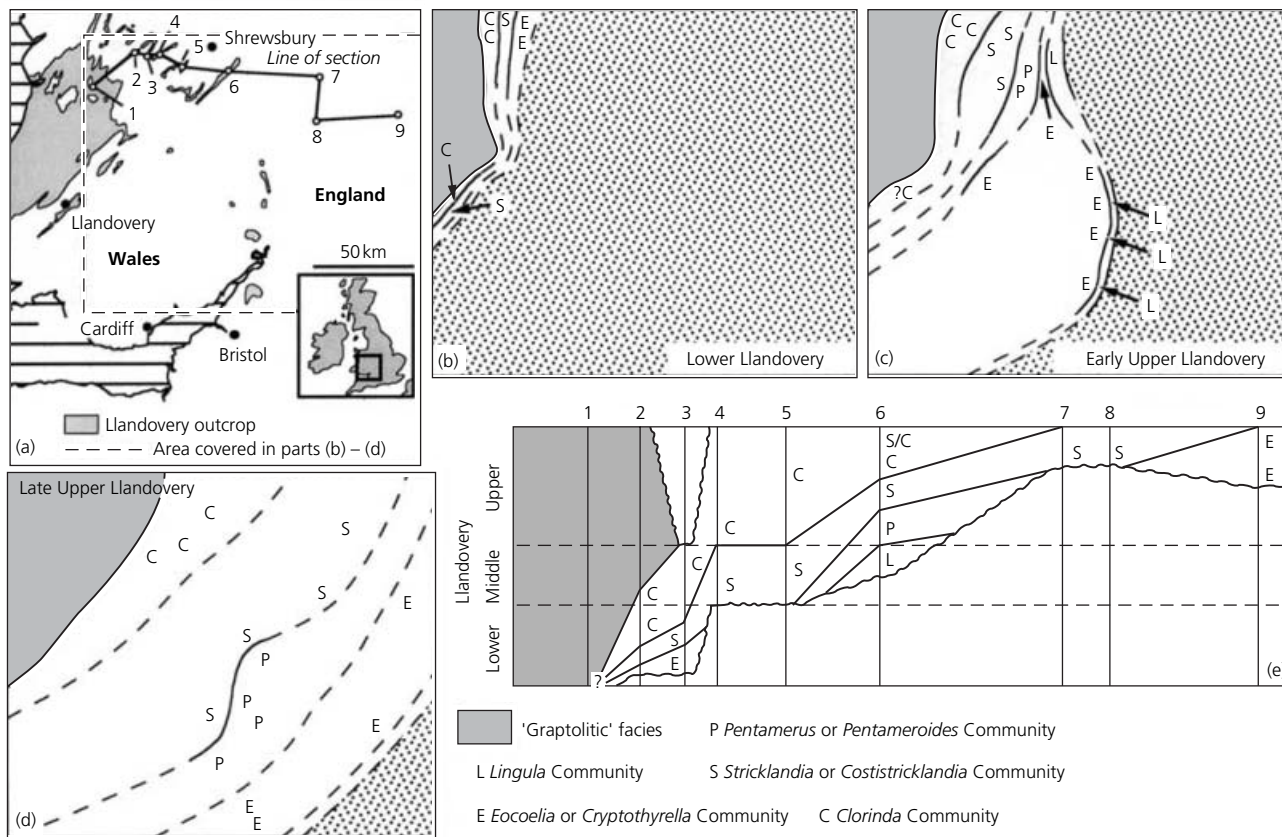 4
Shrewsbury
5
Line of section
2
3
6
7
1
8
9
England
Llandovery
50 km
Wales
Cardiff
Bristol
Llandovery outcrop
(a)
Area covered in parts (b) – (d)
C S E
C E
C
S
(b)
Lower Llandovery
C
C
C
S
S
L
P
S
P
E
?C
E
E
E
L
E
L
E
L
(c)
Early Upper Llandovery
Late Upper Llandovery
C
C
C
S
S
E
S
P
S
P
P
E
P
E
E
(d)
1 2 3 4 5 6 7 8 9
Llandovery
Upper
Middle
Lower
S/C
C
C
S
C
P
S S
E
E
C
C
S
S
L
C
S
E
?
(e)
'Graptolitic' facies
P Pentamerus or Pentameroides Community
L Lingula Community
S Stricklandia or Costistricklandia Community
E Eocoelia or Cryptothyrella Community
C Clorinda Community